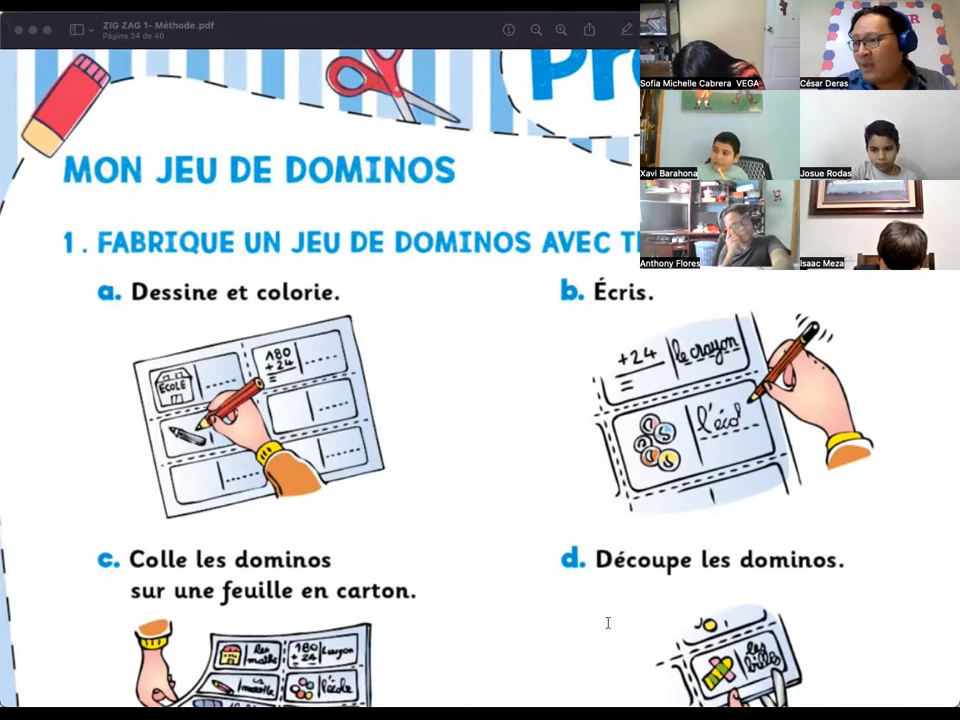 ZIG ZAG 1- Méthode.pdf
Página 34 de 40
Sofia Michelle Cabrera VEGA
César Deras
Xavi Barahona
Josue Rodas
Anthony Flores
Isaac Meza
MON JEU DE DOMINOS
1. FABRIQUE UN JEU DE DOMINOS AVEC
a. Dessine et colorie.
b. Écris.
ÉCOLE
180
+24
=
+24
=
le crayon
l'écol
c. Colle les dominos
sur une feuille en carton.
d. Découpe les dominos.
les maths
180
+24
le crayon
l'école
les billes